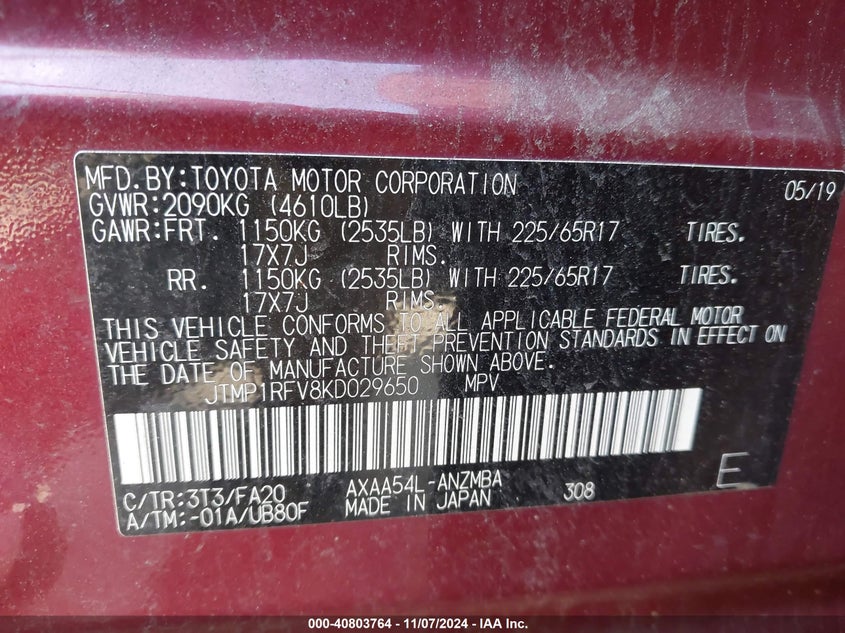 MFD.BY:TOYOTA MOTOR CORPORATION 05/19
GVWR:2090KG (4610LB)
GAWR:FRT. 1150KG (2535LB) WITH 225/65R17 TIRES.
17X7J RIMS.
RR. 1150KG (2535LB) WITH 225/65R17 TIRES.
17X7J RIMS.
THIS VEHICLE CONFORMS TO ALL APPLICABLE FEDERAL MOTOR
VEHICLE SAFETY AND THEFT PREVENTION STANDARDS IN EFFECT ON
THE DATE OF MANUFACTURE SHOWN ABOVE.
JTMP1RFV8KD029650 MPV
C/TR:3T3/FA20 AXAA54L-ANZMBA 308 E
A/TM:-01A/UB80F MADE IN JAPAN
000-40803764 - 11/07/2024 - IAA Inc.